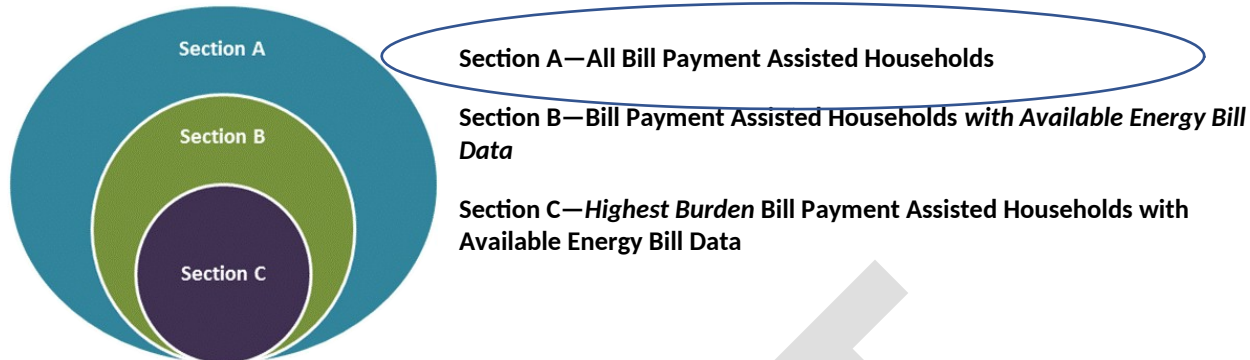 Section A
Section B
Section C
Section A—All Bill Payment Assisted Households
Section B—Bill Payment Assisted Households with Available Energy Bill
Data
Section C—Highest Burden Bill Payment Assisted Households with
Available Energy Bill Data